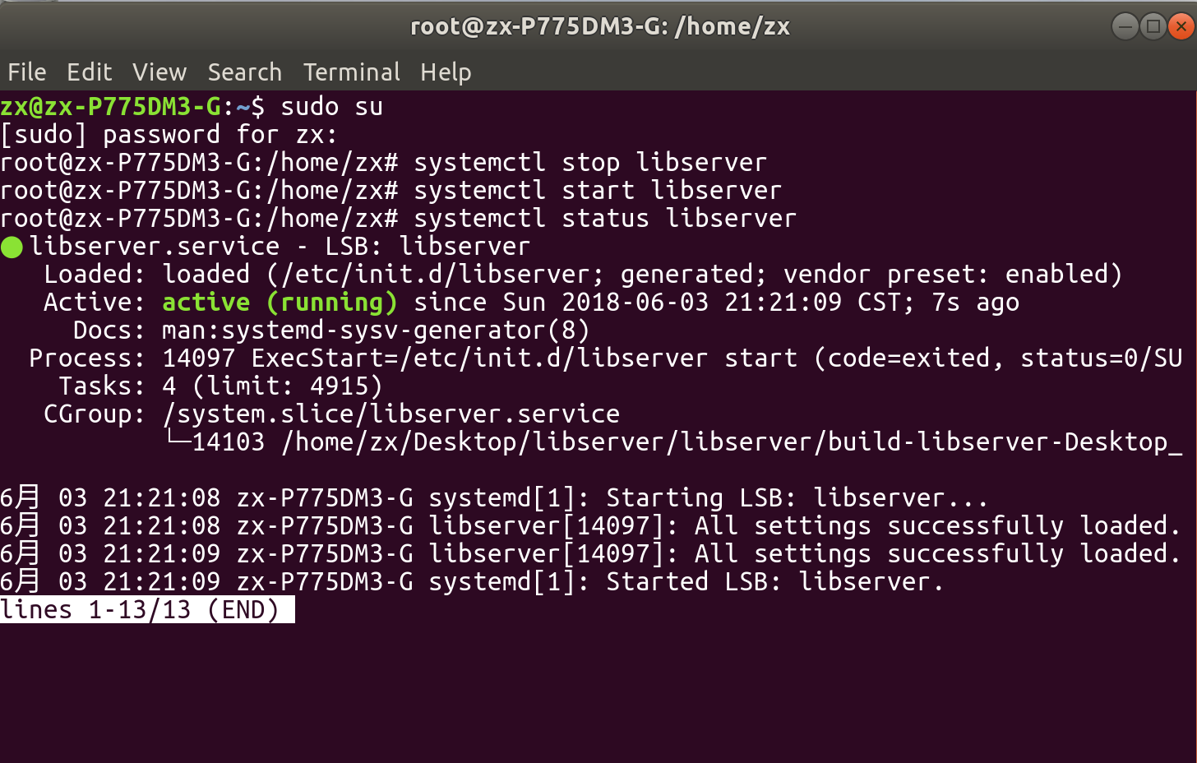 root@zx-P775DM3-G: /home/zx
File Edit View Search Terminal Help
zx@zx-P775DM3-G:~$ sudo su
[sudo] password for zx:
root@zx-P775DM3-G:/home/zx# systemctl stop libserver
root@zx-P775DM3-G:/home/zx# systemctl start libserver
root@zx-P775DM3-G:/home/zx# systemctl status libserver
● libserver.service - LSB: libserver
   Loaded: loaded (/etc/init.d/libserver; generated; vendor preset: enabled)
   Active: active (running) since Sun 2018-06-03 21:21:09 CST; 7s ago
     Docs: man:systemd-sysv-generator(8)
  Process: 14097 ExecStart=/etc/init.d/libserver start (code=exited, status=0/SU
    Tasks: 4 (limit: 4915)
   CGroup: /system.slice/libserver.service
           └─14103 /home/zx/Desktop/libserver/libserver/build-libserver-Desktop_
6月 03 21:21:08 zx-P775DM3-G systemd[1]: Starting LSB: libserver...
6月 03 21:21:08 zx-P775DM3-G libserver[14097]: All settings successfully loaded.
6月 03 21:21:09 zx-P775DM3-G libserver[14097]: All settings successfully loaded.
6月 03 21:21:09 zx-P775DM3-G systemd[1]: Started LSB: libserver.
lines 1-13/13 (END)